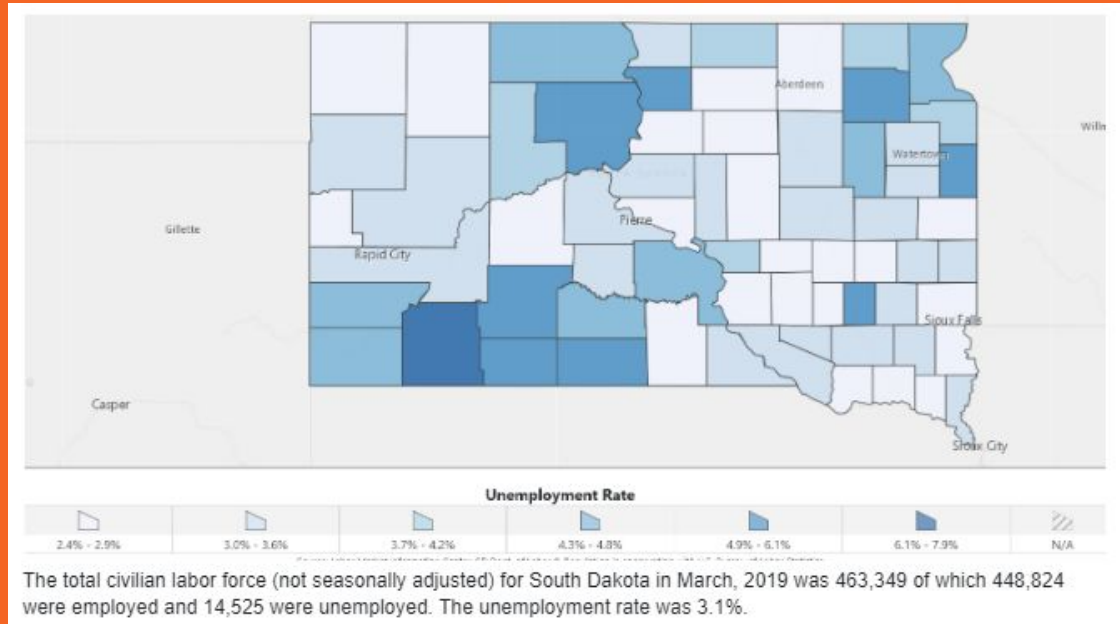 Aberdeen
Willm
Watertown
Gillette
Pierre
Rapid City
Sioux Falls
Casper
Sioux City
Unemployment Rate
2.4% - 2.9% 3.0% - 3.6% 3.7% - 4.2% 4.3% - 4.8% 4.9% - 6.1% 6.1% - 7.9% N/A
The total civilian labor force (not seasonally adjusted) for South Dakota in March, 2019 was 463,349 of which 448,824
were employed and 14,525 were unemployed. The unemployment rate was 3.1%.